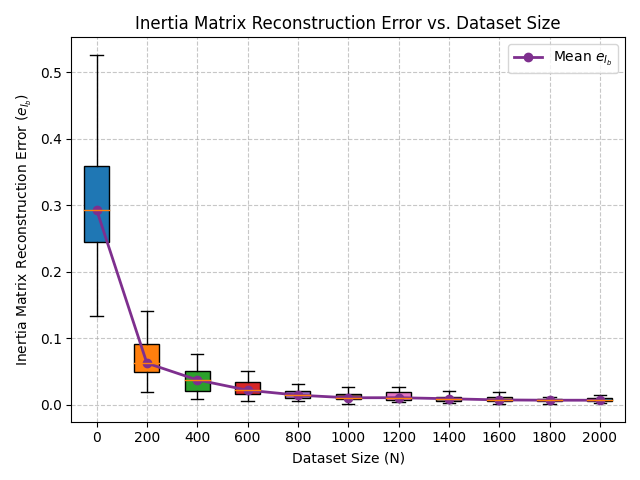 Inertia Matrix Reconstruction Error vs. Dataset Size
Mean $e_{I_b}$
Inertia Matrix Reconstruction Error ($e_{I_b}$)
0.5
0.4
0.3
0.2
0.1
0.0
0 200 400 600 800 1000 1200 1400 1600 1800 2000
Dataset Size (N)